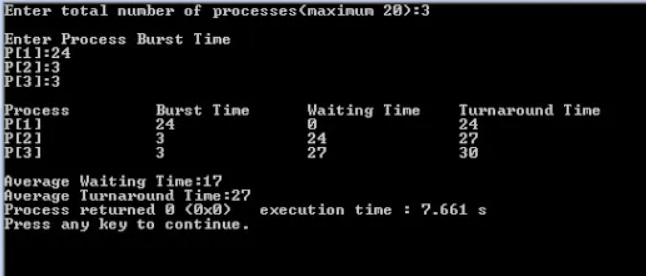 Enter total number of processes(maximum 20):3
Enter Process Burst Time
P[1]:24
P[2]:3
P[3]:3
Process Burst Time Waiting Time Turnaround Time
P[1] 24 0 24
P[2] 3 24 27
P[3] 3 27 30
Average Waiting Time:17
Average Turnaround Time:27
Process returned 0 (0x0) execution time : 7.661 s
Press any key to continue.